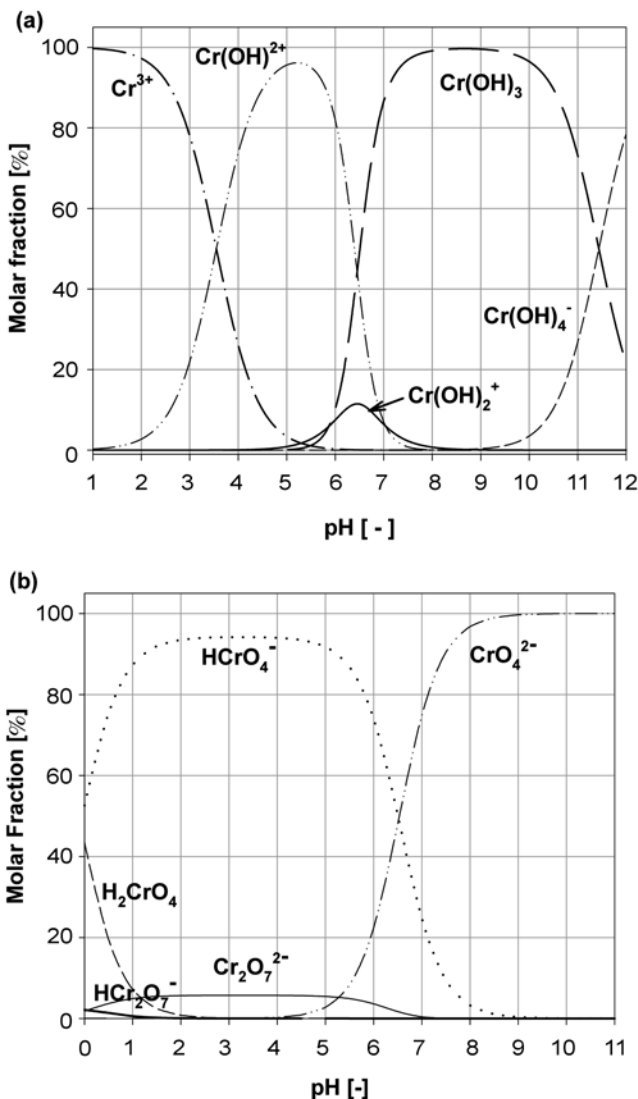 (a)
100
80
60
40
20
0
Molar fraction [%]
Cr³⁺
Cr(OH)²⁺
Cr(OH)₃
Cr(OH)₄⁻
Cr(OH)₂⁺
1 2 3 4 5 6 7 8 9 10 11 12
pH [ - ]
(b)
100
80
60
40
20
0
Molar Fraction [%]
HCrO₄⁻
CrO₄²⁻
H₂CrO₄
Cr₂O₇²⁻
HCr₂O₇⁻
0 1 2 3 4 5 6 7 8 9 10 11
pH [-]